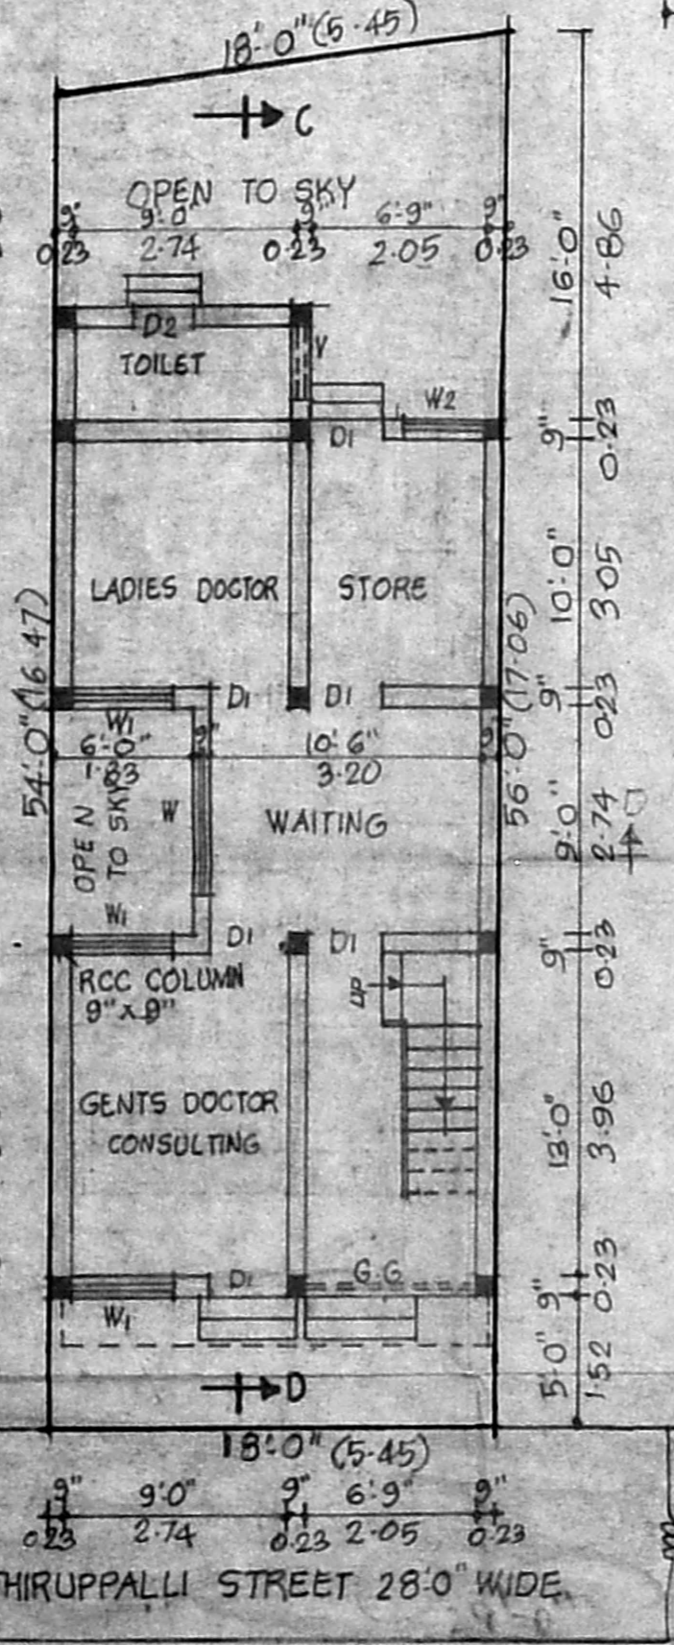 18'-0" (5.45)
C
OPEN TO SKY
9" 9'-0" 9" 6'-9" 9"
0.23 2.74 0.23 2.05 0.23
16'-0"
4.86
D2
TOILET
V
W2
D1
9"
0.23
LADIES DOCTOR
STORE
10'-0"
3.05
54'-0" (16.47)
56'-0" (17.06)
D1
D1
9"
0.23
W1
6'-0" 9" 10'-6" 9"
1.83 3.20
OPEN
TO SKY
W
WAITING
9'-0"
2.74
D
W1
D1
D1
9"
0.23
RCC COLUMN
9" x 9"
UP
GENTS DOCTOR
CONSULTING
13'-0"
3.96
D1
G.G
9"
0.23
W1
5'-0"
1.52
D
18'-0" (5.45)
9" 9'-0" 9" 6'-9" 9"
0.23 2.74 0.23 2.05 0.23
HIRUPPALLI STREET 28'-0" WIDE